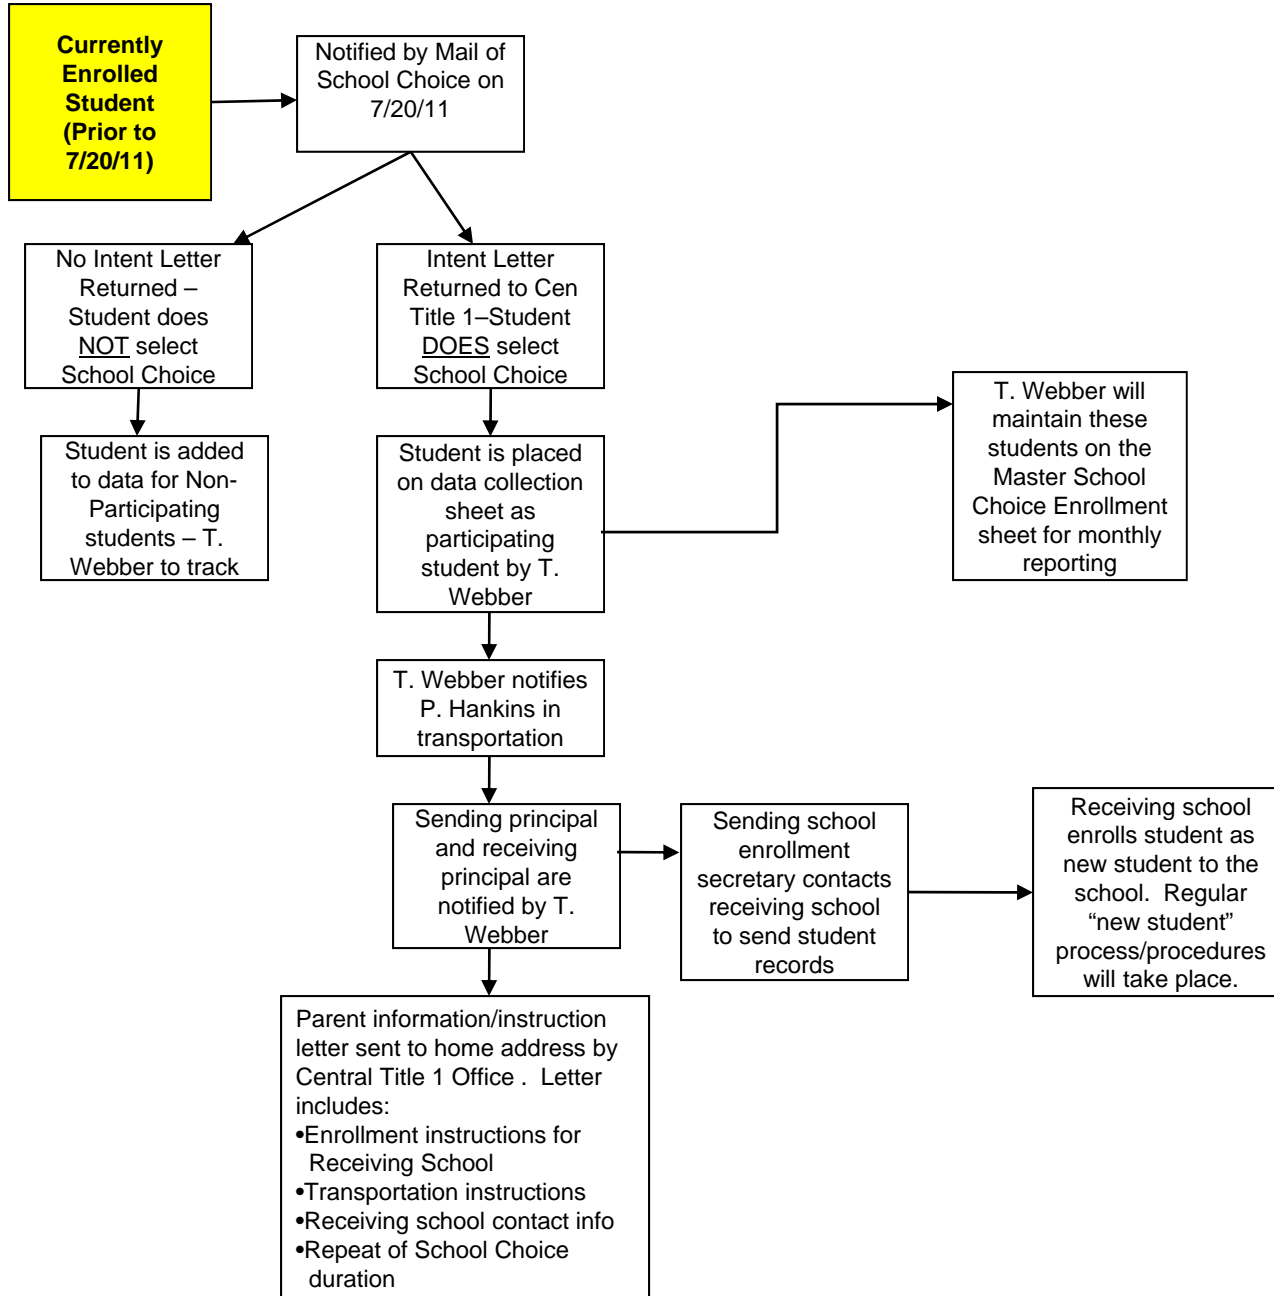 Currently
Enrolled
Student
(Prior to
7/20/11)
Notified by Mail of
School Choice on
7/20/11
No Intent Letter
Returned –
Student does
NOT select
School Choice
Intent Letter
Returned to Cen
Title 1–Student
DOES select
School Choice
Student is added
to data for Non-
Participating
students – T.
Webber to track
Student is placed
on data collection
sheet as
participating
student by T.
Webber
T. Webber will
maintain these
students on the
Master School
Choice Enrollment
sheet for monthly
reporting
T. Webber notifies
P. Hankins in
transportation
Sending principal
and receiving
principal are
notified by T.
Webber
Sending school
enrollment
secretary contacts
receiving school
to send student
records
Receiving school
enrolls student as
new student to the
school.  Regular
“new student”
process/procedures
will take place.
Parent information/instruction
letter sent to home address by
Central Title 1 Office .  Letter
includes:
•Enrollment instructions for
Receiving School
•Transportation instructions
•Receiving school contact info
•Repeat of School Choice
duration